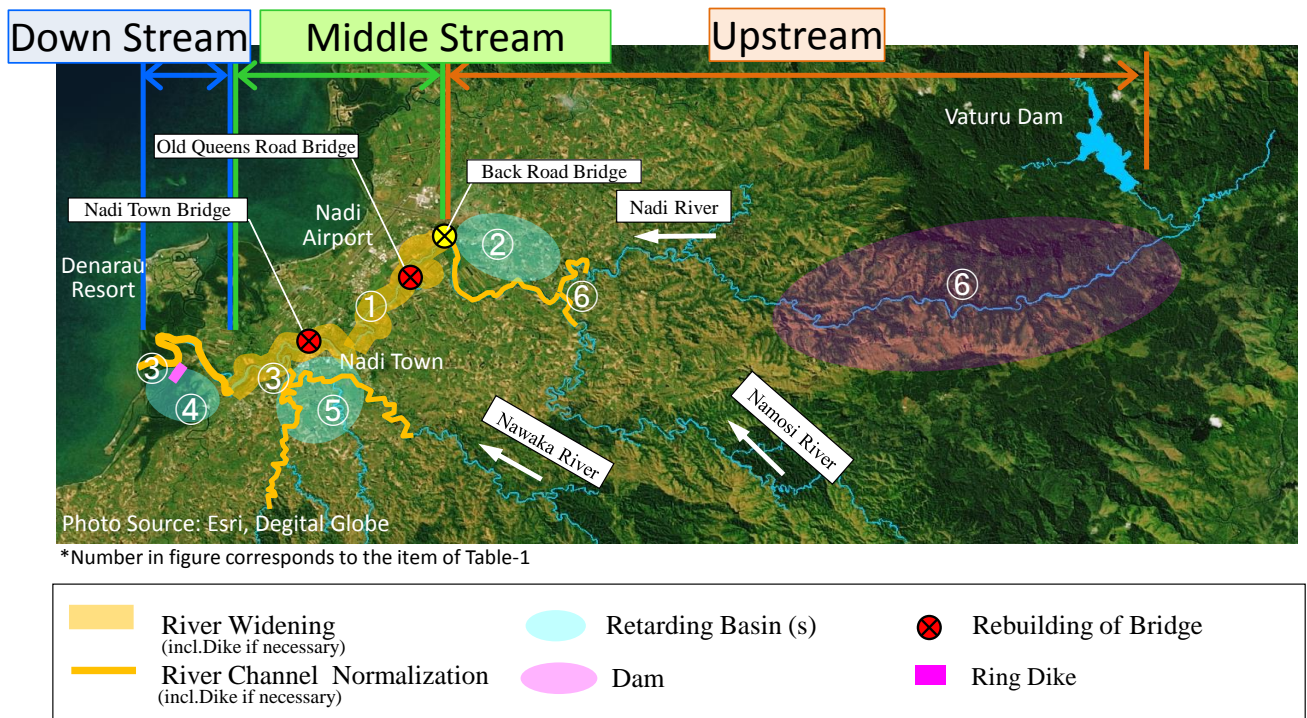 Down Stream
Middle Stream
Upstream
Vaturu Dam
Old Queens Road Bridge
Back Road Bridge
Nadi Town Bridge
Nadi
Airport
Nadi River
②
Denarau
Resort
①
⑥
⑥
Nadi Town
③
③
④
⑤
Nawaka River
Namosi River
Photo Source: Esri, Degital Globe
*Number in figure corresponds to the item of Table-1
River Widening
(incl.Dike if necessary)
Retarding Basin (s)
Rebuilding of Bridge
River Channel Normalization
(incl.Dike if necessary)
Dam
Ring Dike